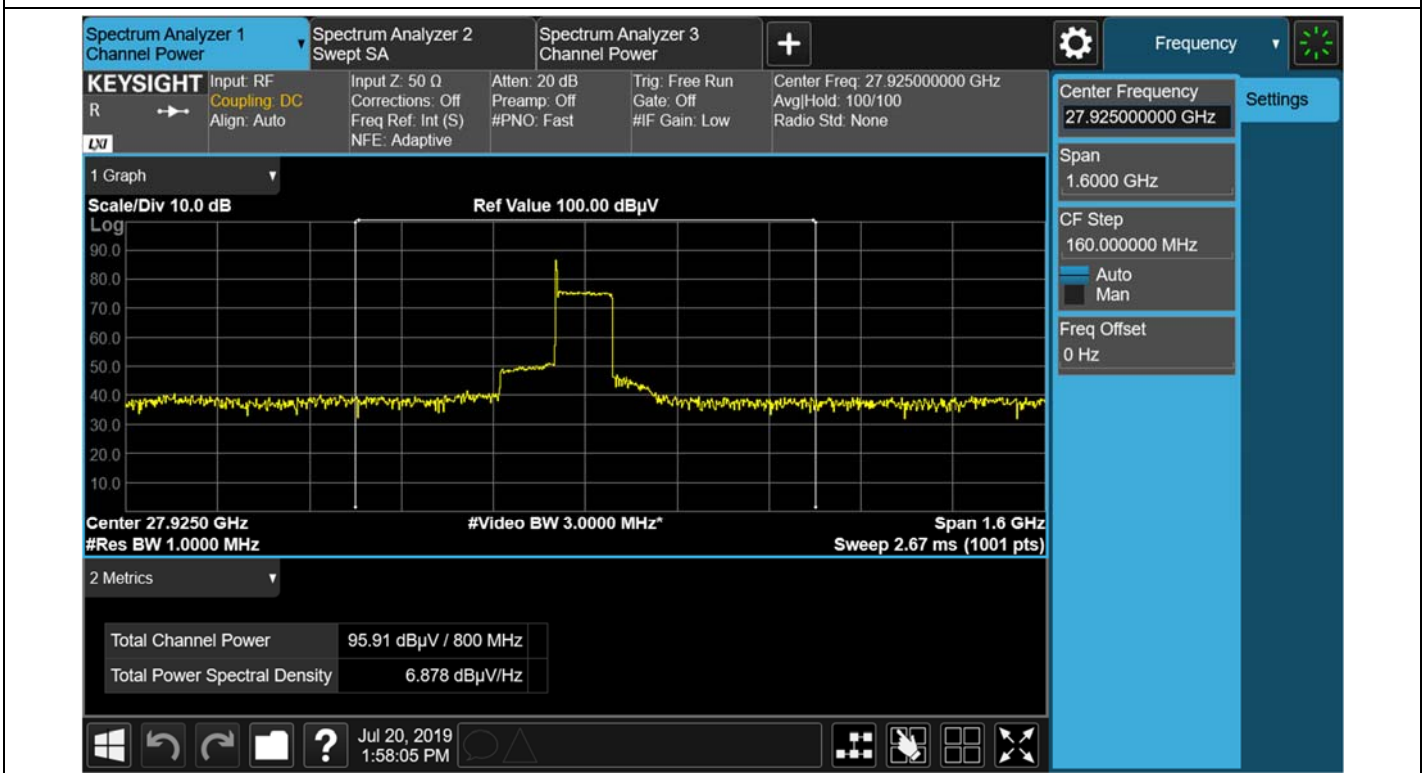 Spectrum Analyzer 1
Channel Power
Spectrum Analyzer 2
Swept SA
Spectrum Analyzer 3
Channel Power
+
Frequency
KEYSIGHT
R
LXI
Input: RF
Coupling: DC
Align: Auto
Input Z: 50 Ω
Corrections: Off
Freq Ref: Int (S)
NFE: Adaptive
Atten: 20 dB
Preamp: Off
#PNO: Fast
Trig: Free Run
Gate: Off
#IF Gain: Low
Center Freq: 27.925000000 GHz
Avg|Hold: 100/100
Radio Std: None
Center Frequency
27.925000000 GHz
Settings
Span
1.6000 GHz
CF Step
160.000000 MHz
Auto
Man
Freq Offset
0 Hz
1 Graph
Scale/Div 10.0 dB
Ref Value 100.00 dBµV
Log
90.0
80.0
70.0
60.0
50.0
40.0
30.0
20.0
10.0
Center 27.9250 GHz
#Video BW 3.0000 MHz*
Span 1.6 GHz
#Res BW 1.0000 MHz
Sweep 2.67 ms (1001 pts)
2 Metrics
Total Channel Power 95.91 dBµV / 800 MHz
Total Power Spectral Density 6.878 dBµV/Hz
?
Jul 20, 2019
1:58:05 PM